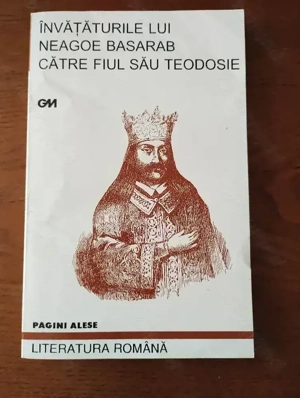 ÎNVĂȚĂTURILE LUI
NEAGOE BASARAB
CĂTRE FIUL SĂU TEODOSIE
GM
PAGINI ALESE
LITERATURA ROMÂNĂ